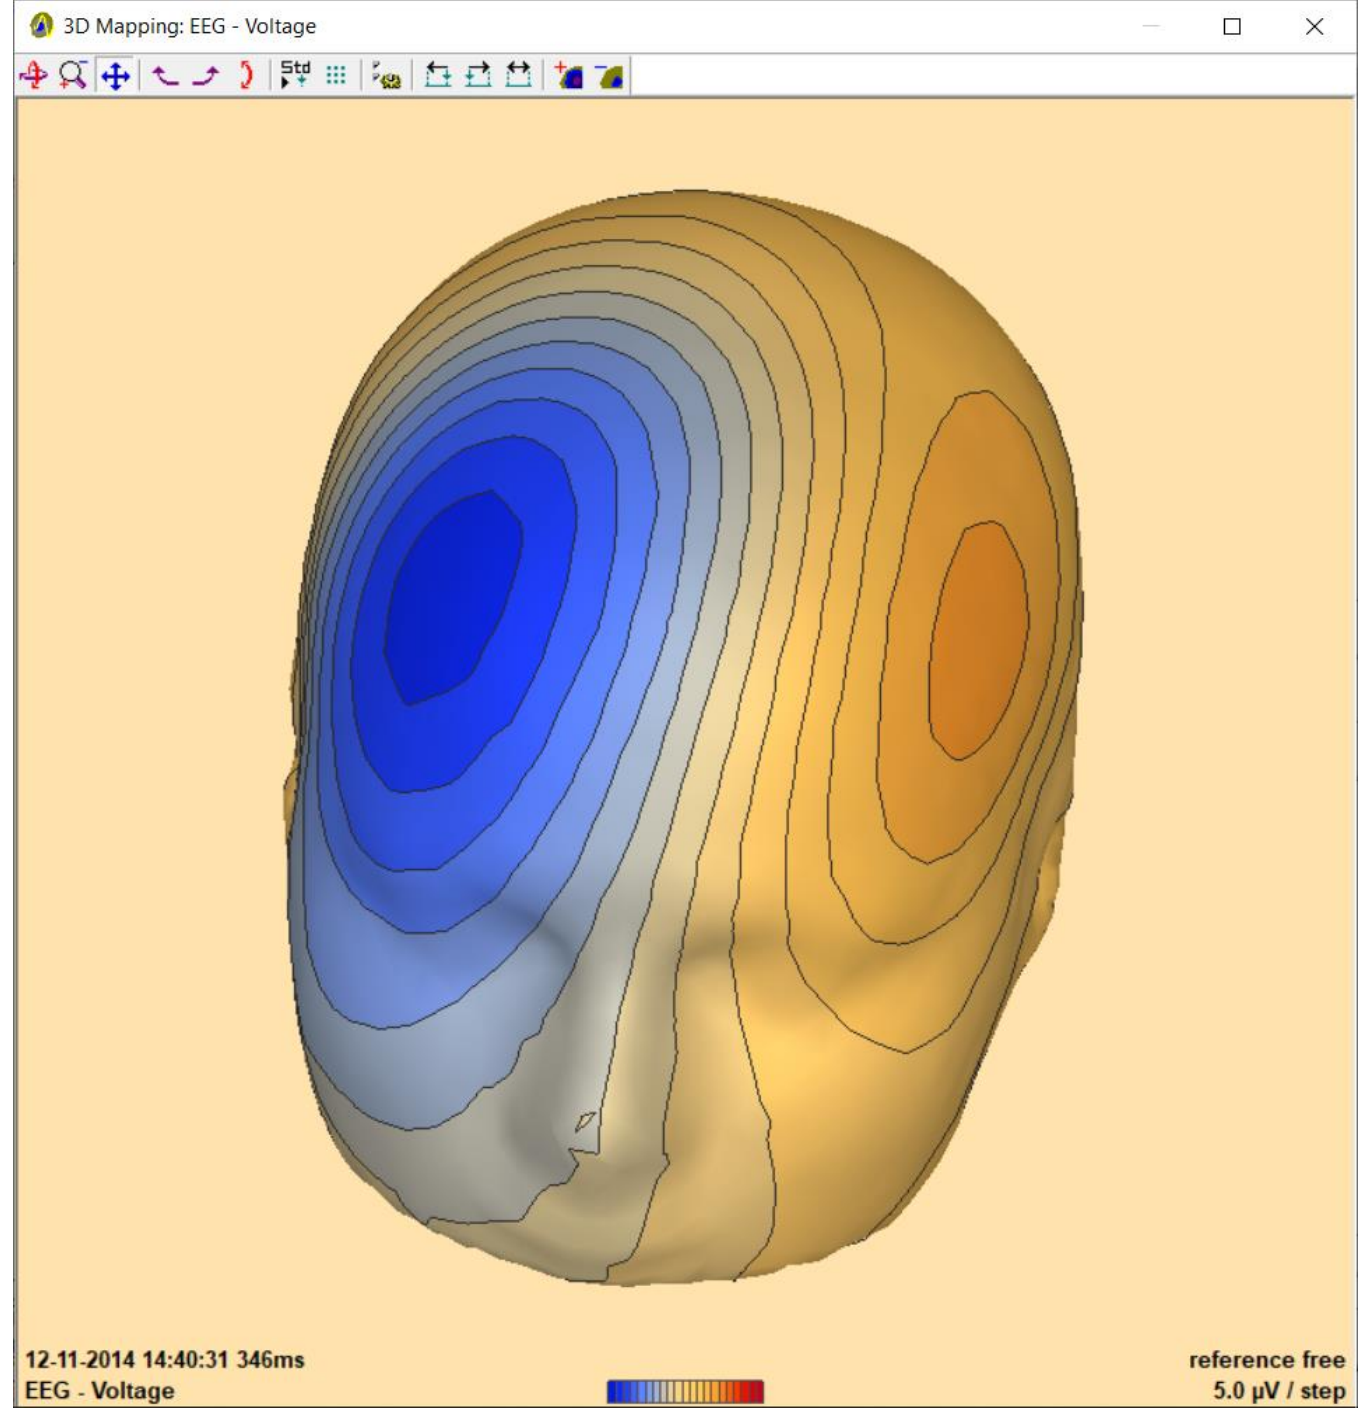 3D Mapping: EEG - Voltage
Std
12-11-2014 14:40:31 346ms
reference free
EEG - Voltage
5.0 µV / step